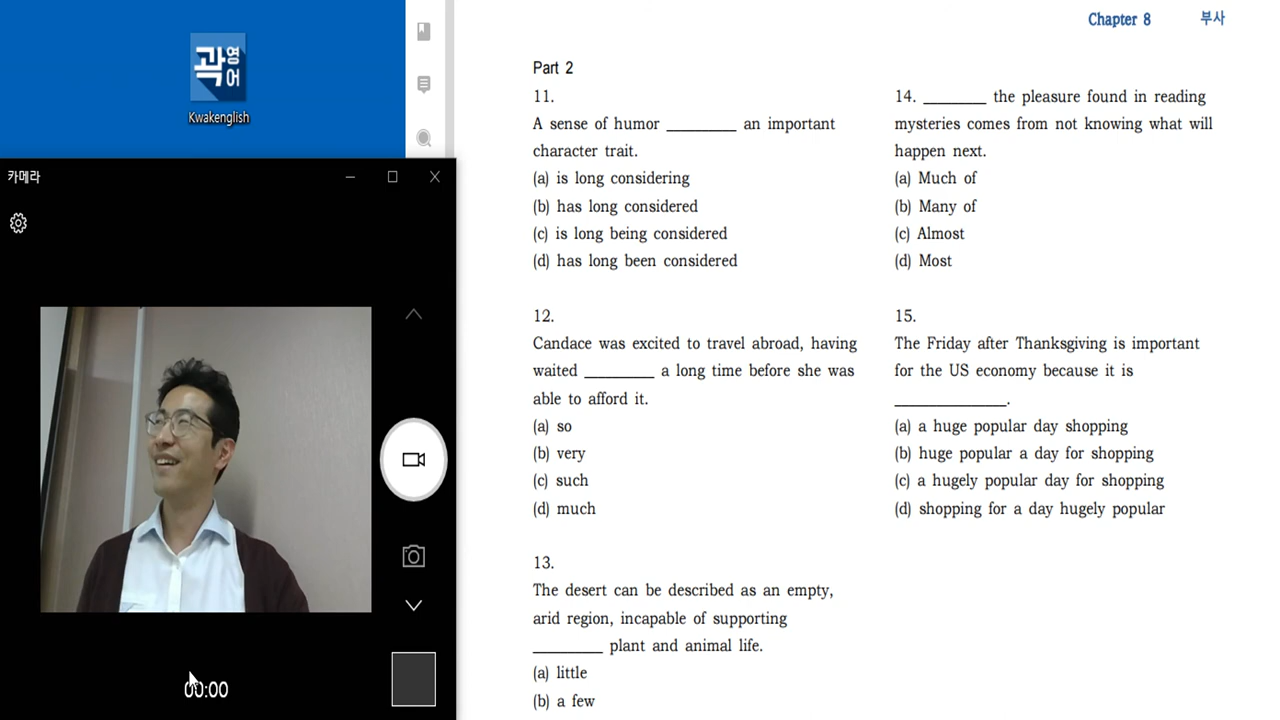 곽영어
Kwakenglish
카메라
00:00
Chapter 8 부사
Part 2
11.
A sense of humor ________ an important
character trait.
(a) is long considering
(b) has long considered
(c) is long being considered
(d) has long been considered
12.
Candace was excited to travel abroad, having
waited ________ a long time before she was
able to afford it.
(a) so
(b) very
(c) such
(d) much
13.
The desert can be described as an empty,
arid region, incapable of supporting
________ plant and animal life.
(a) little
(b) a few
14. _______ the pleasure found in reading
mysteries comes from not knowing what will
happen next.
(a) Much of
(b) Many of
(c) Almost
(d) Most
15.
The Friday after Thanksgiving is important
for the US economy because it is
_____________.
(a) a huge popular day shopping
(b) huge popular a day for shopping
(c) a hugely popular day for shopping
(d) shopping for a day hugely popular